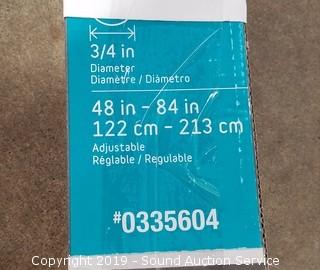 3/4 in
Diameter
Diamètre / Diámetro
48 in - 84 in
122 cm - 213 cm
Adjustable
Réglable / Regulable
#0335604
Copyright 2019 - Sound Auction Service